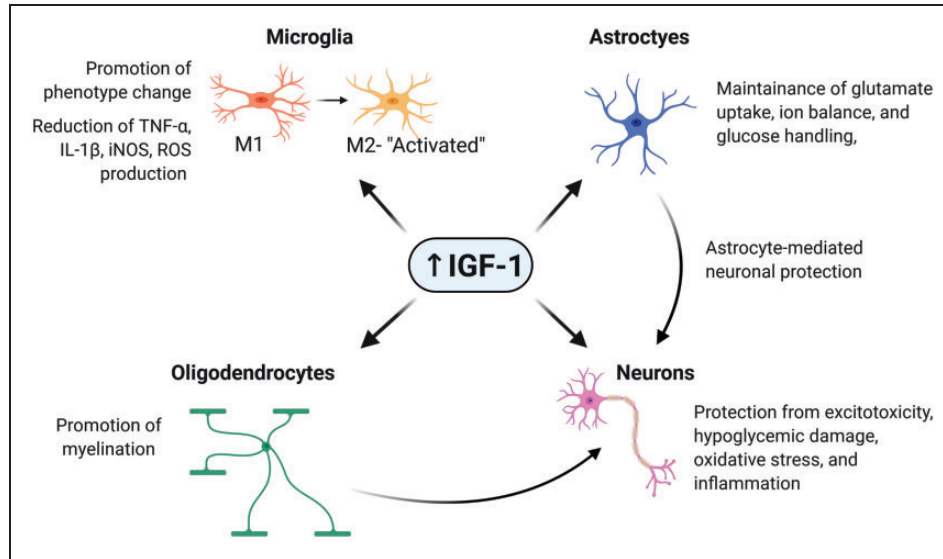 Microglia
Promotion of
phenotype change
Reduction of TNF-α,
IL-1β, iNOS, ROS
production
M1
M2- "Activated"
Astroctyes
Maintainance of glutamate
uptake, ion balance, and
glucose handling,
↑IGF-1
Astrocyte-mediated
neuronal protection
Oligodendrocytes
Promotion of
myelination
Neurons
Protection from excitotoxicity,
hypoglycemic damage,
oxidative stress, and
inflammation